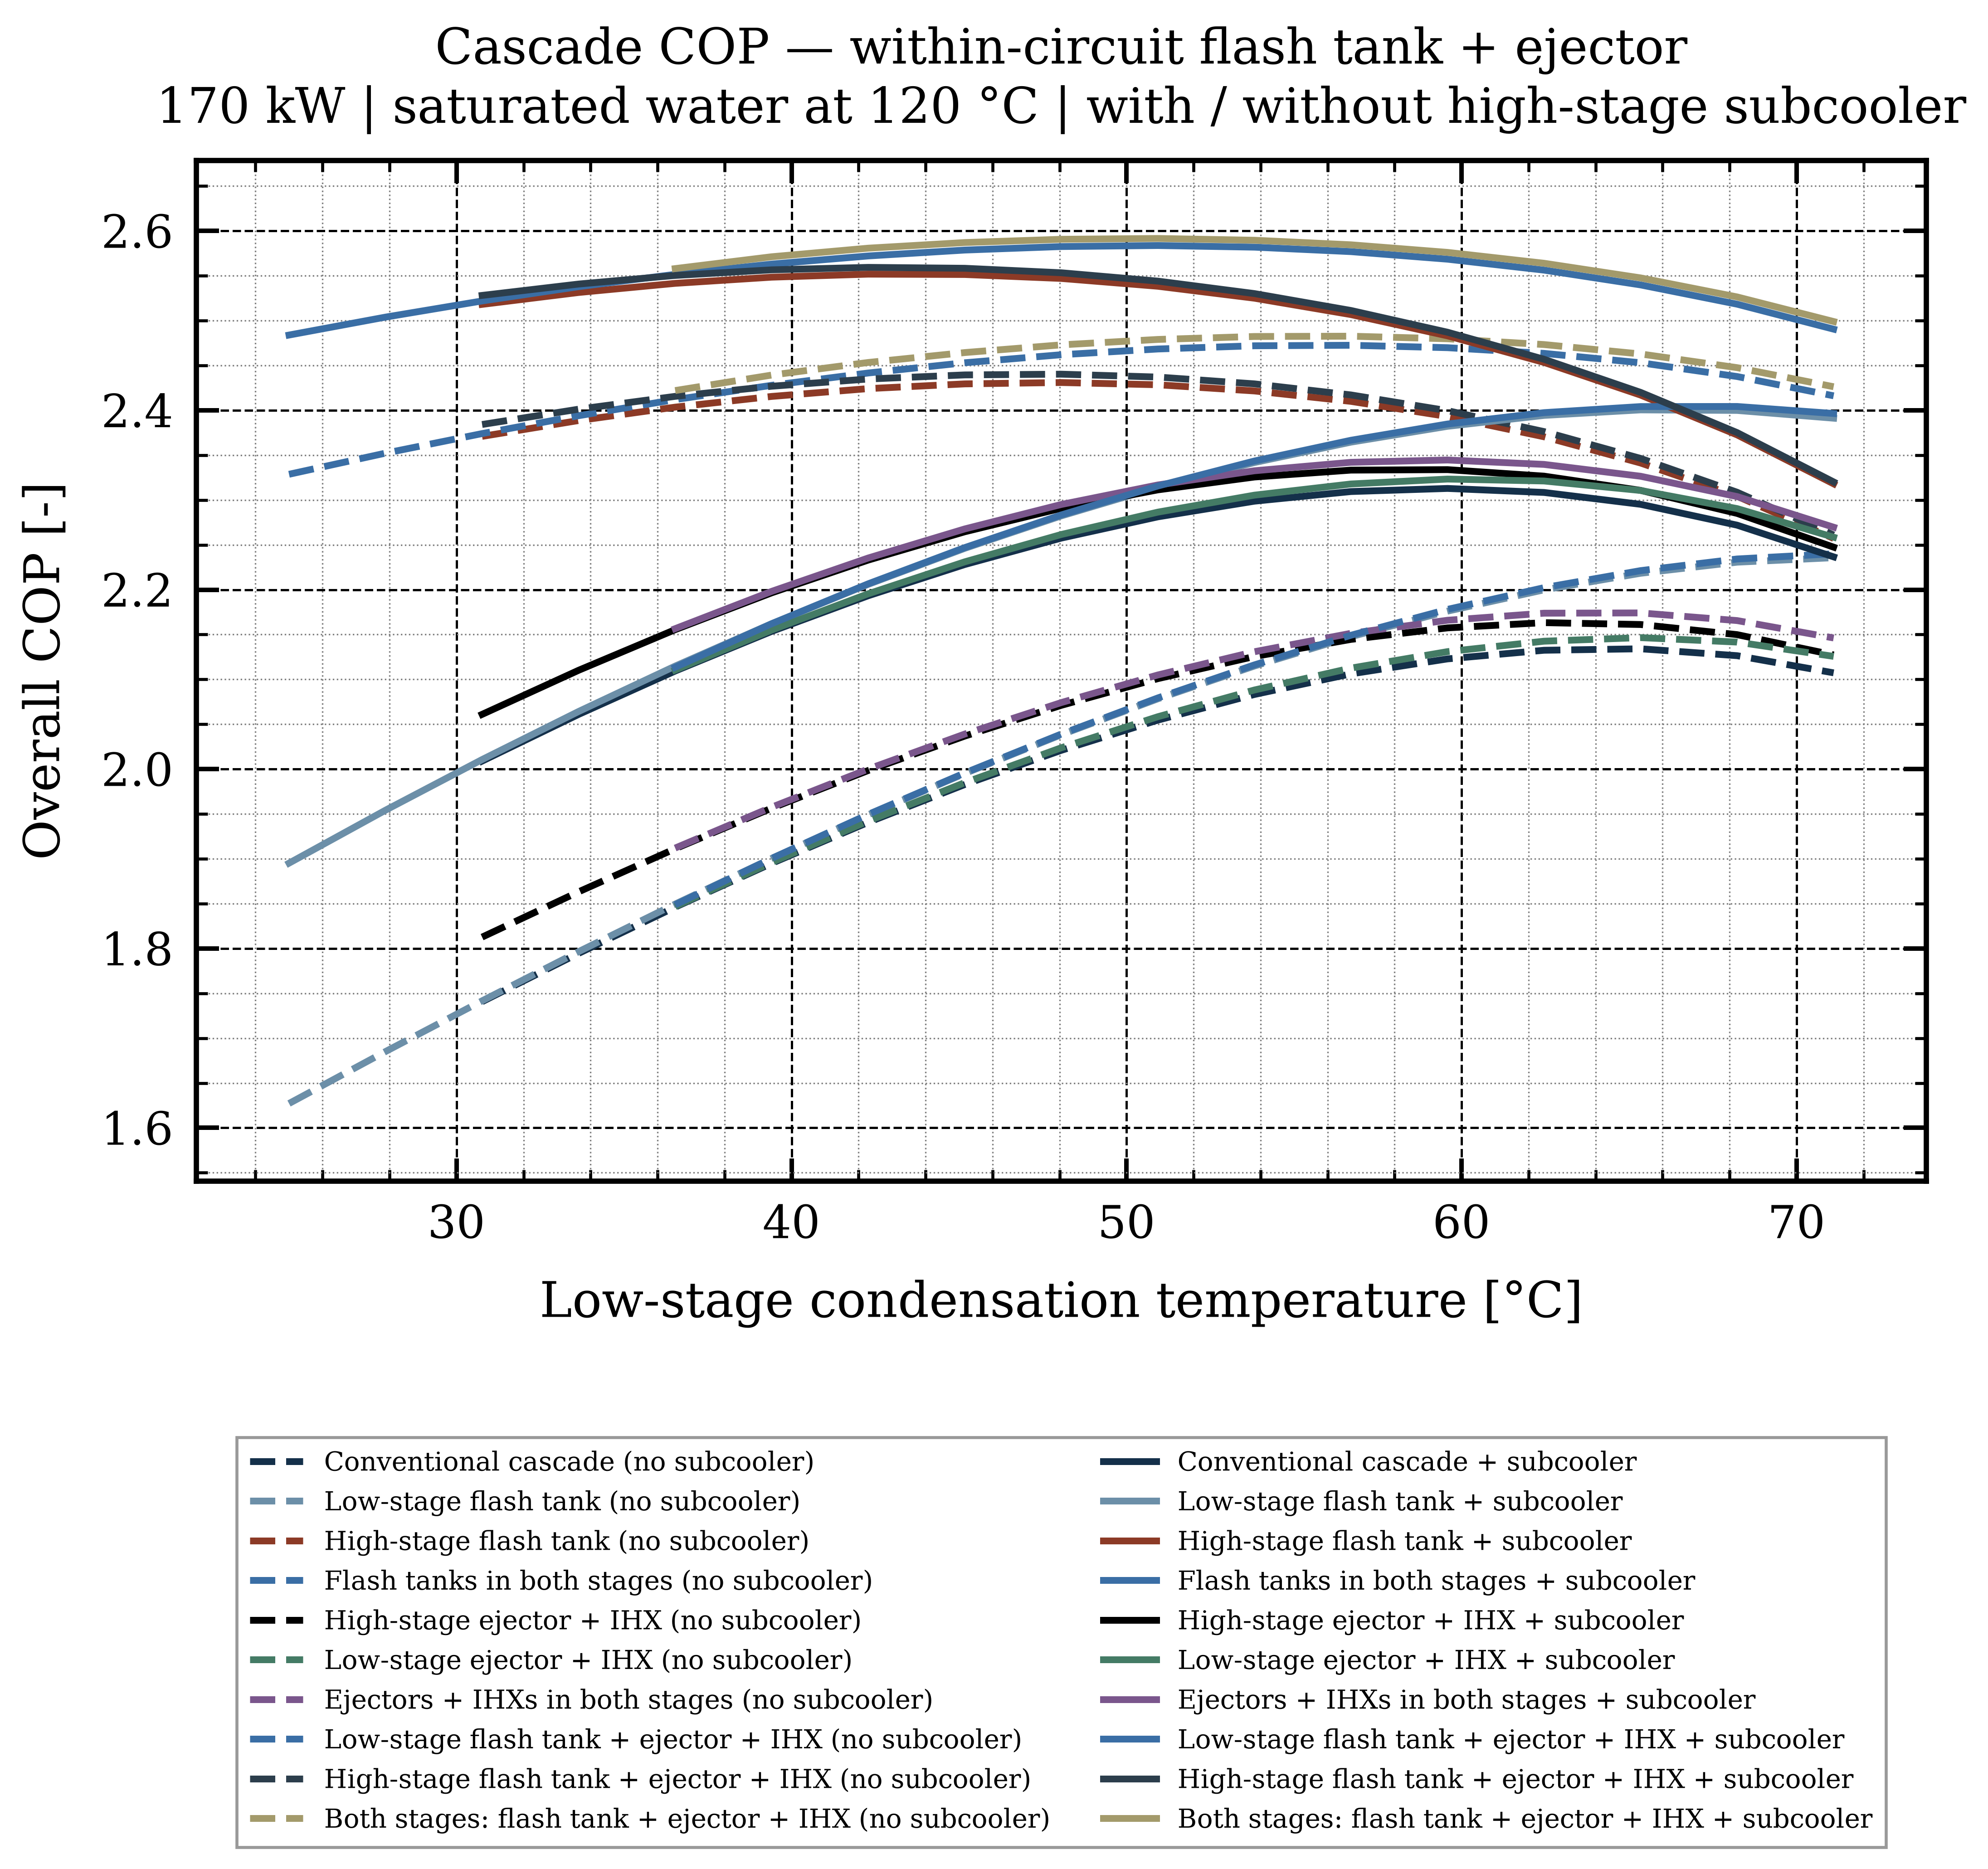 Cascade COP — within-circuit flash tank + ejector
170 kW | saturated water at 120 °C | with / without high-stage subcooler
Overall COP [-]
2.6
2.4
2.2
2.0
1.8
1.6
30 40 50 60 70
Low-stage condensation temperature [°C]
Conventional cascade (no subcooler)
Low-stage flash tank (no subcooler)
High-stage flash tank (no subcooler)
Flash tanks in both stages (no subcooler)
High-stage ejector + IHX (no subcooler)
Low-stage ejector + IHX (no subcooler)
Ejectors + IHXs in both stages (no subcooler)
Low-stage flash tank + ejector + IHX (no subcooler)
High-stage flash tank + ejector + IHX (no subcooler)
Both stages: flash tank + ejector + IHX (no subcooler)
Conventional cascade + subcooler
Low-stage flash tank + subcooler
High-stage flash tank + subcooler
Flash tanks in both stages + subcooler
High-stage ejector + IHX + subcooler
Low-stage ejector + IHX + subcooler
Ejectors + IHXs in both stages + subcooler
Low-stage flash tank + ejector + IHX + subcooler
High-stage flash tank + ejector + IHX + subcooler
Both stages: flash tank + ejector + IHX + subcooler